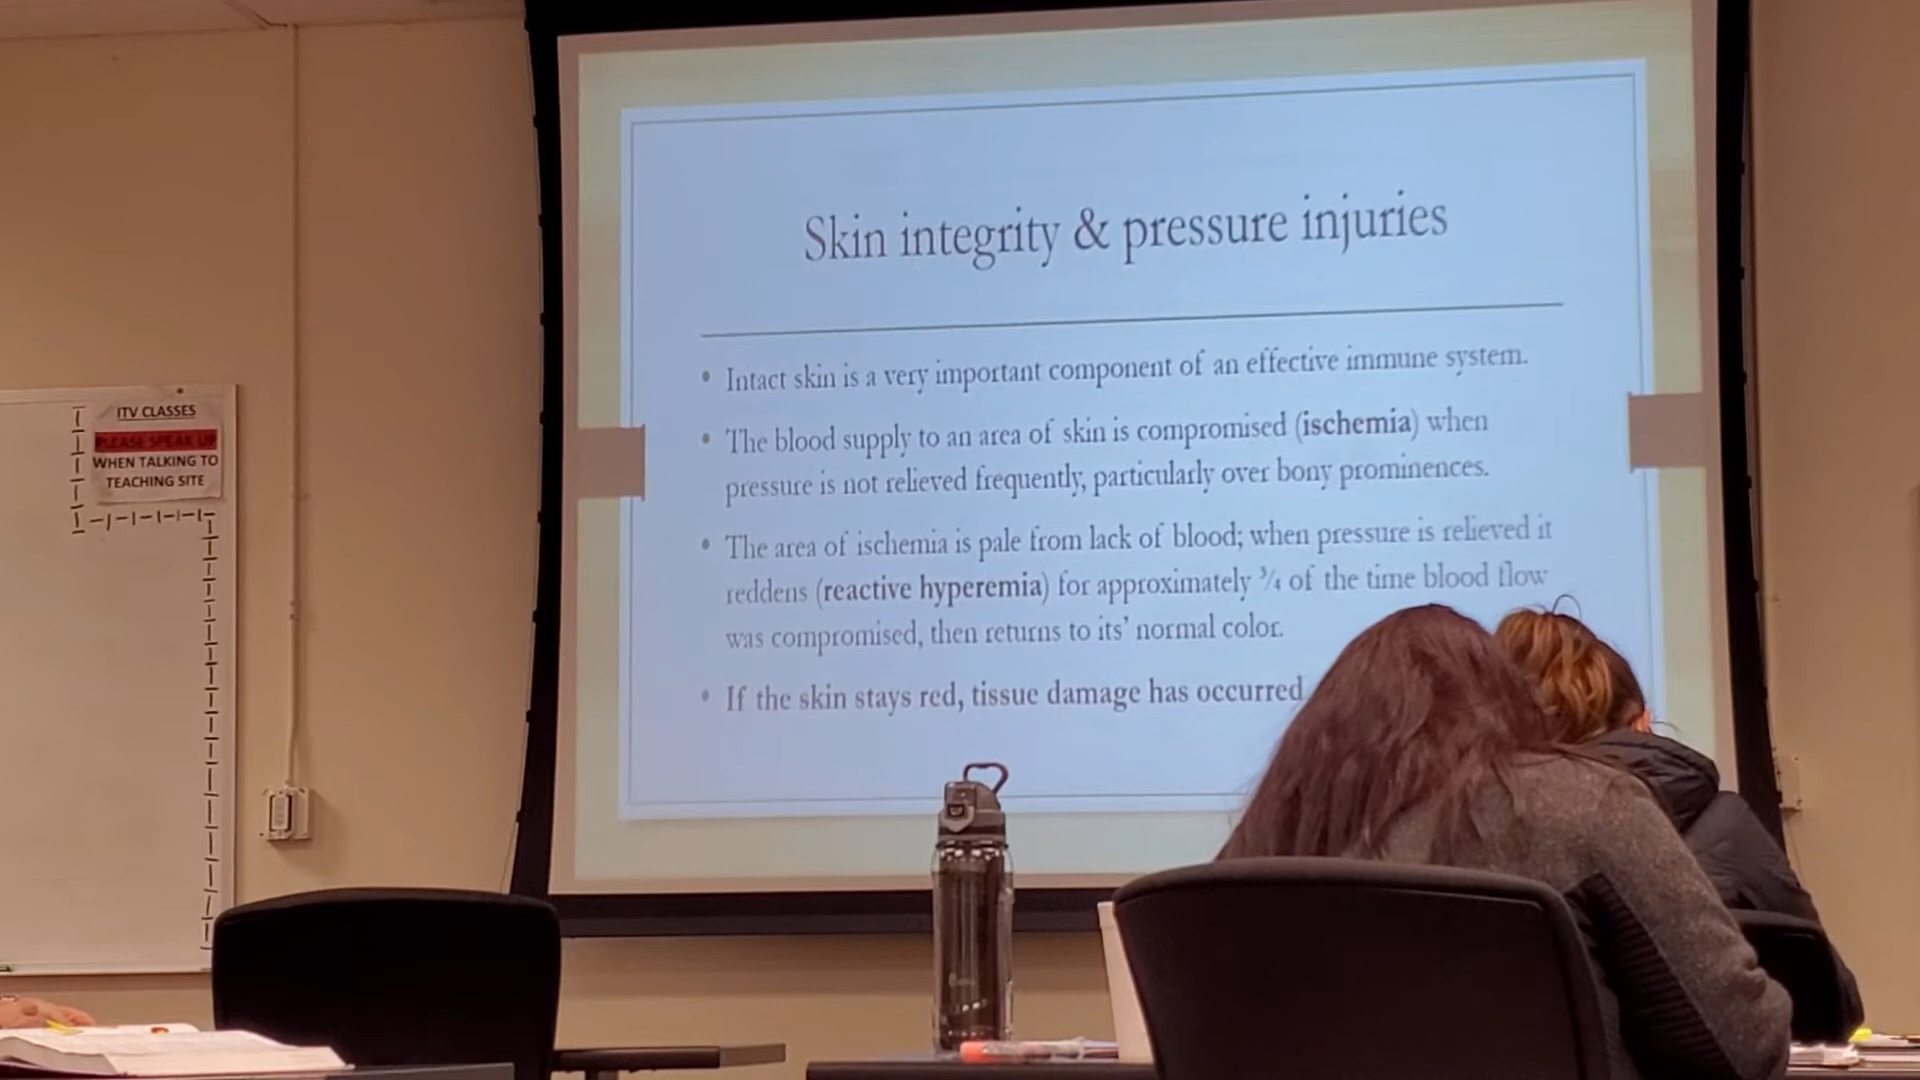 Skin integrity & pressure injuries
• Intact skin is a very important component of an effective immune system.
• The blood supply to an area of skin is compromised (ischemia) when
pressure is not relieved frequently, particularly over bony prominences.
• The area of ischemia is pale from lack of blood; when pressure is relieved it
reddens (reactive hyperemia) for approximately ¾ of the time blood flow
was compromised, then returns to its’ normal color.
• If the skin stays red, tissue damage has occurred
ITV CLASSES
PLEASE SPEAK UP
WHEN TALKING TO
TEACHING SITE